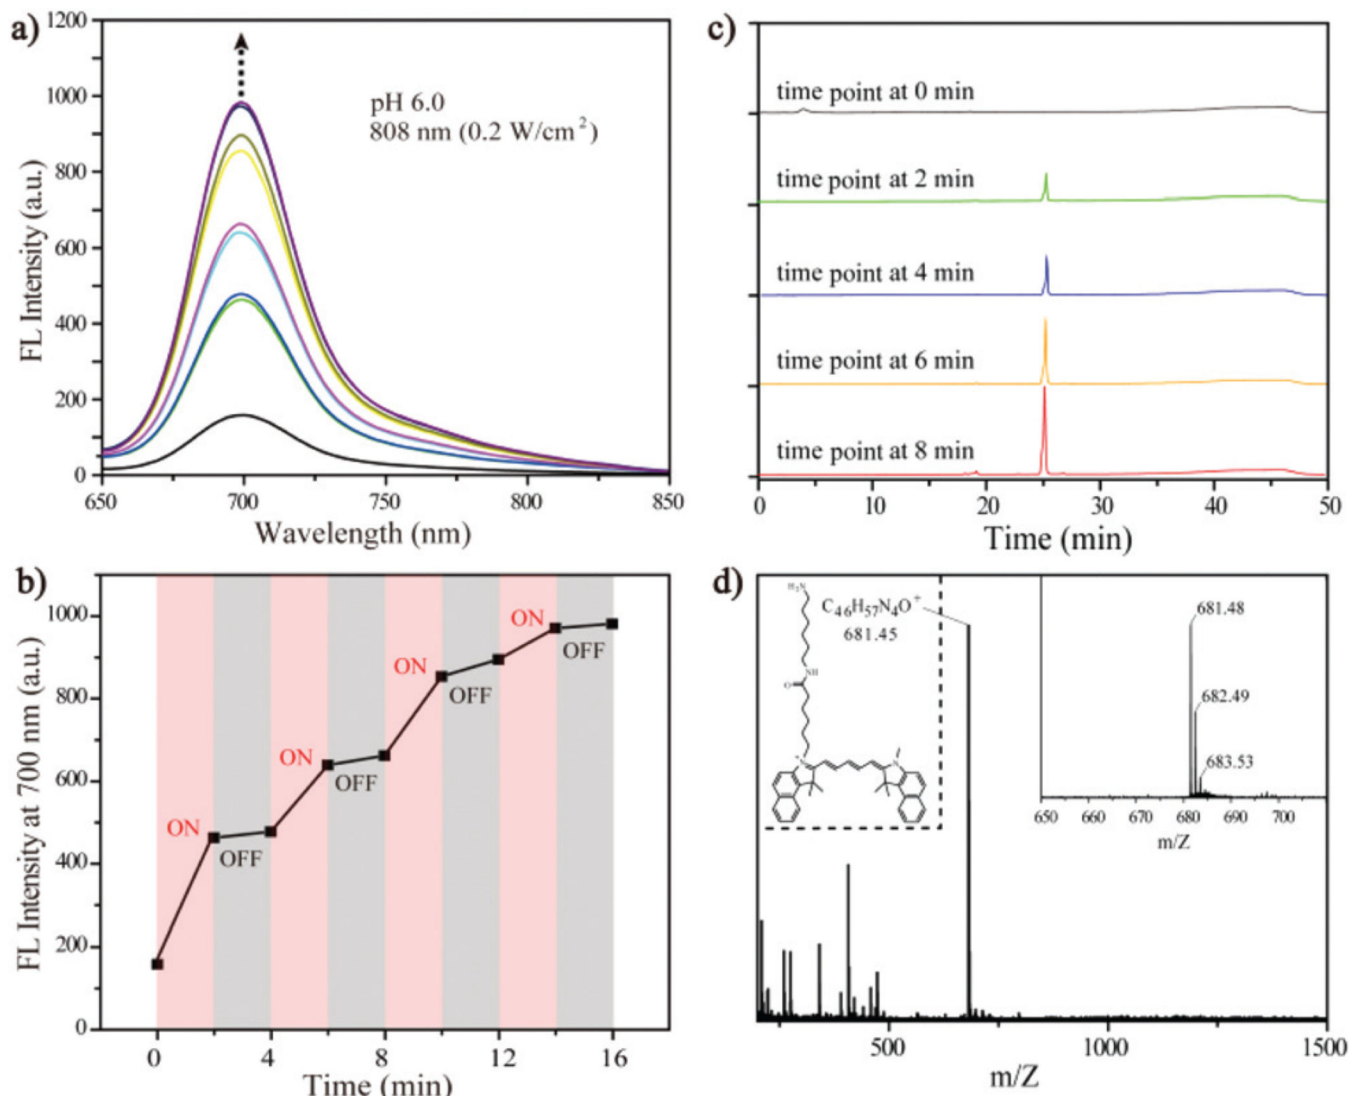 a)
1200
1000
800
600
400
200
0
FL Intensity (a.u.)
pH 6.0
808 nm (0.2 W/cm²)
650 700 750 800 850
Wavelength (nm)
c)
time point at 0 min
time point at 2 min
time point at 4 min
time point at 6 min
time point at 8 min
0 10 20 30 40 50
Time (min)
b)
1000
800
600
400
200
0
FL Intensity at 700 nm (a.u.)
ON
OFF
ON
OFF
ON
OFF
ON
OFF
0 4 8 12 16
Time (min)
d)
H₂N
NH
O
N
N
C₄₆H₅₇N₄O⁺
681.45
681.48
682.49
683.53
650 660 670 680 690 700
m/Z
500 1000 1500
m/Z